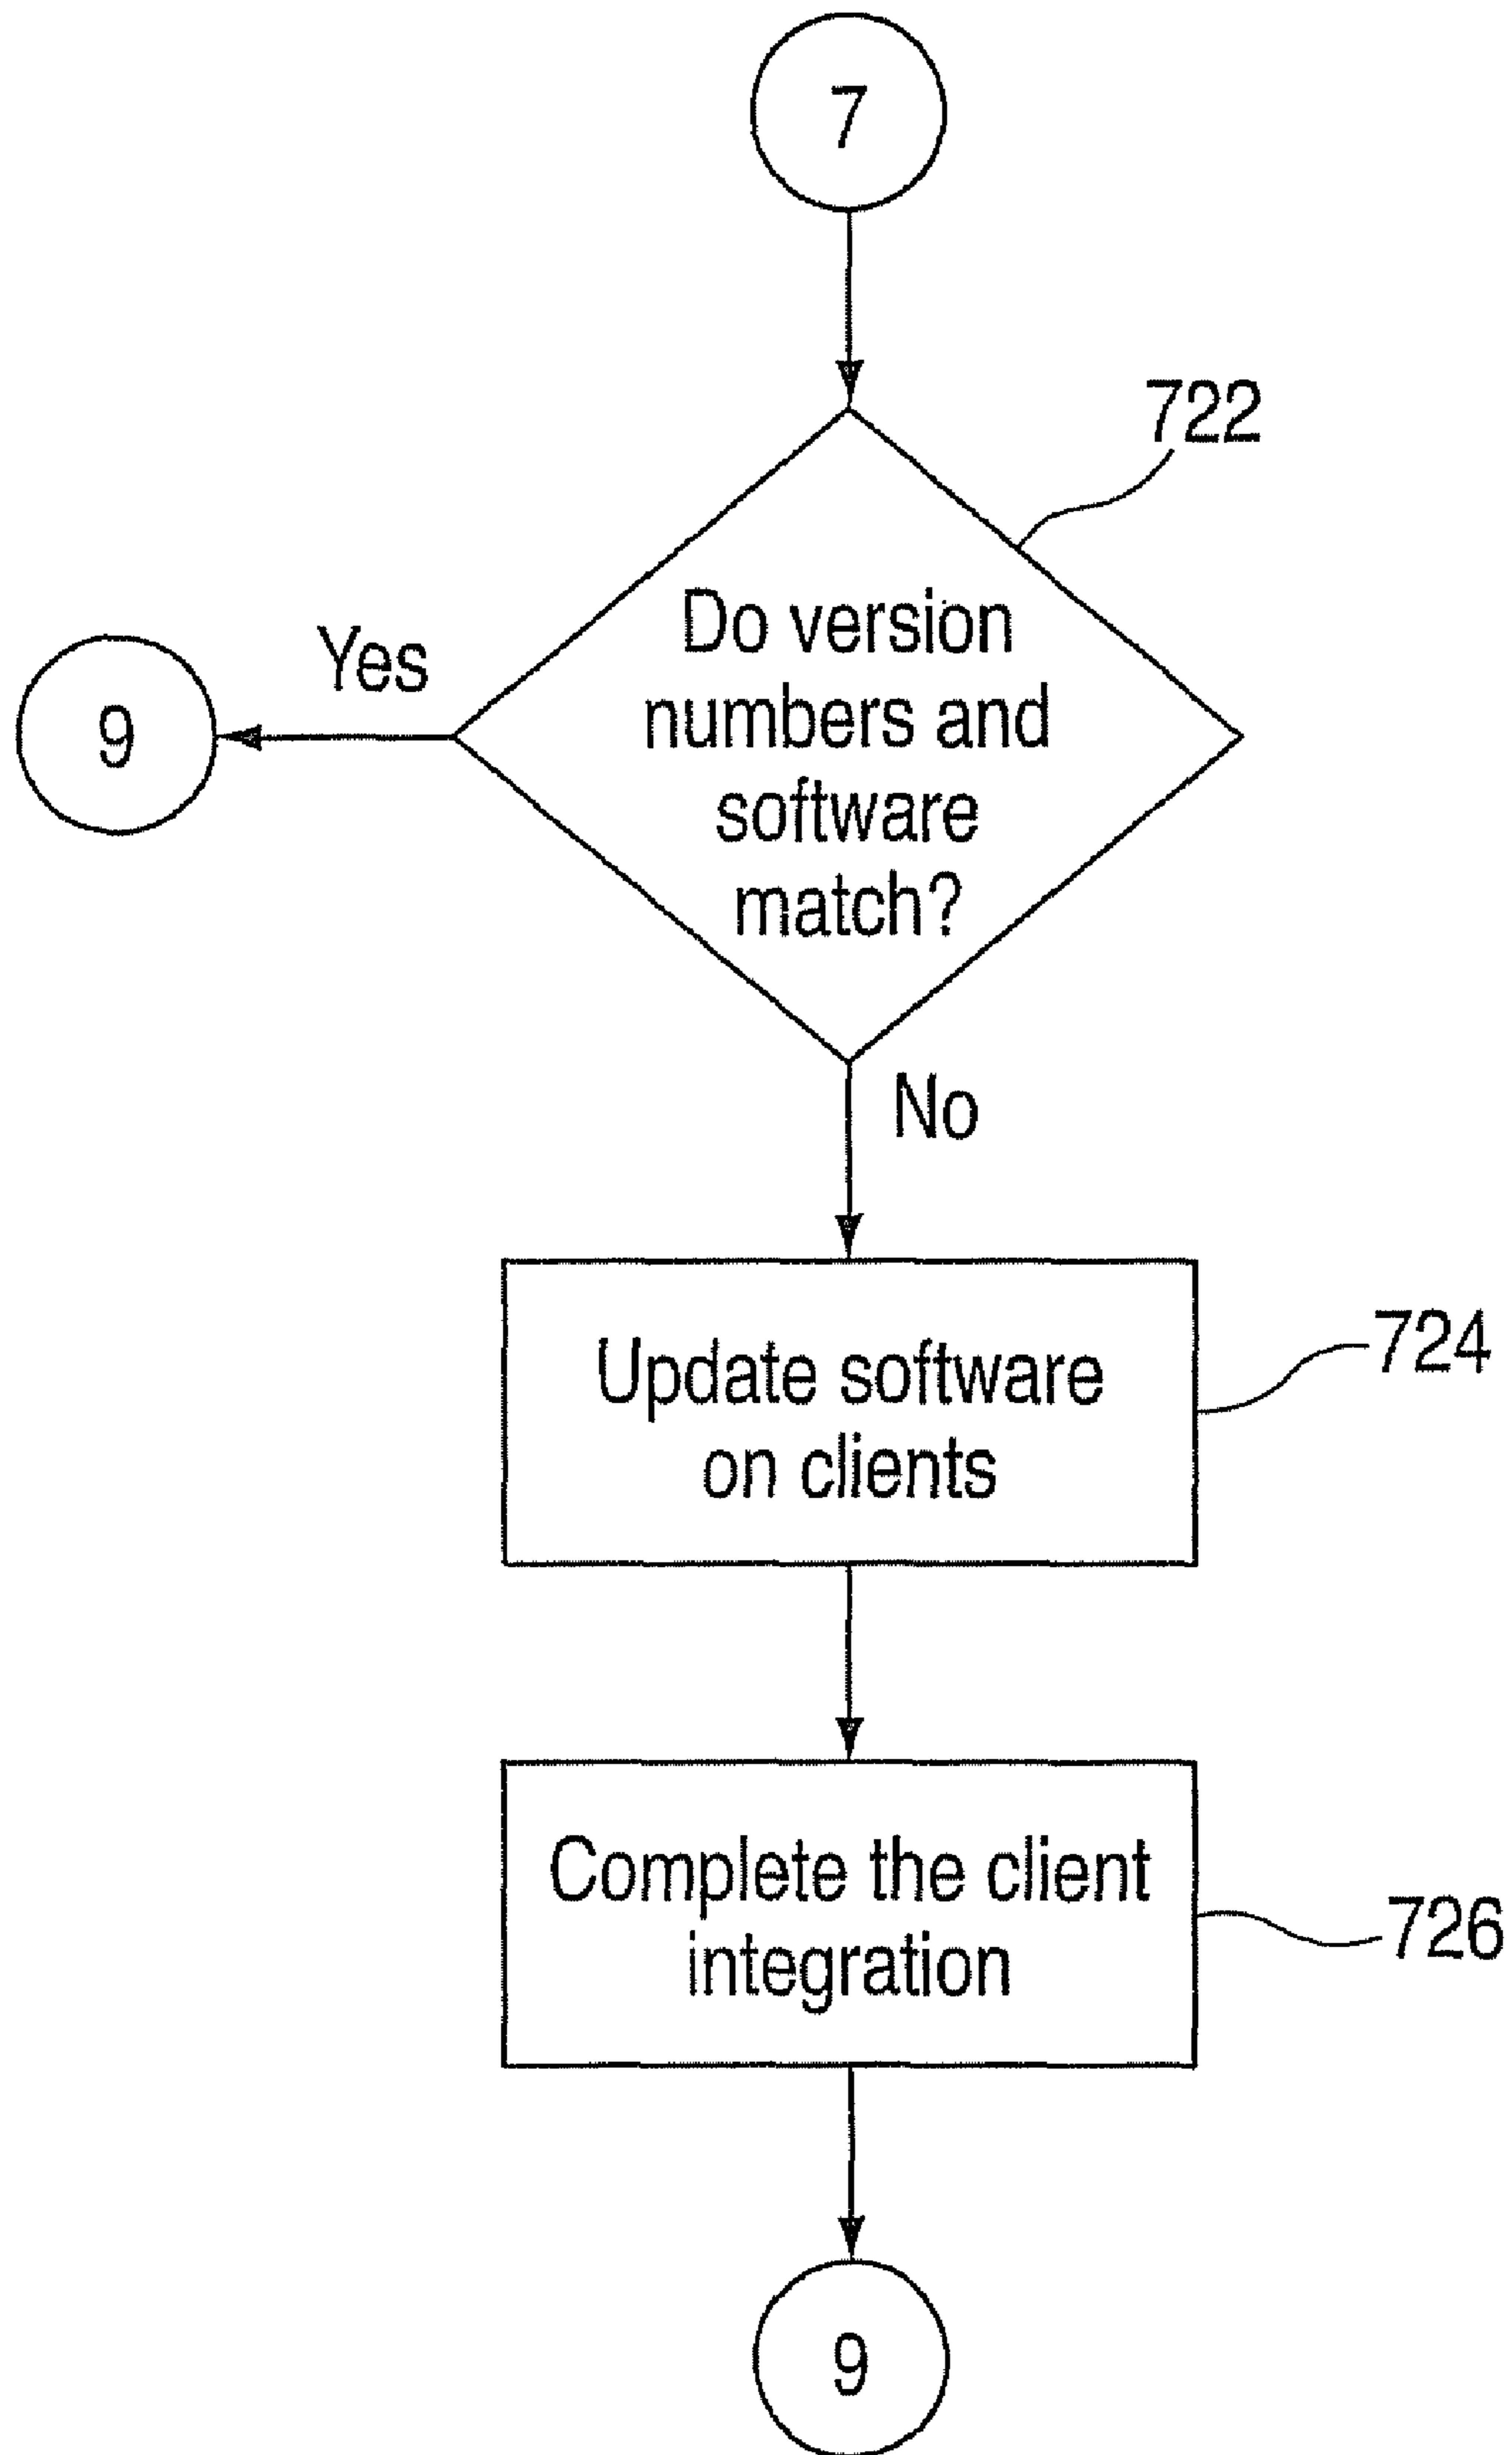 7
722
Do version
numbers and
software
match?
Yes
9
No
Update software
on clients
724
Complete the client
integration
726
9